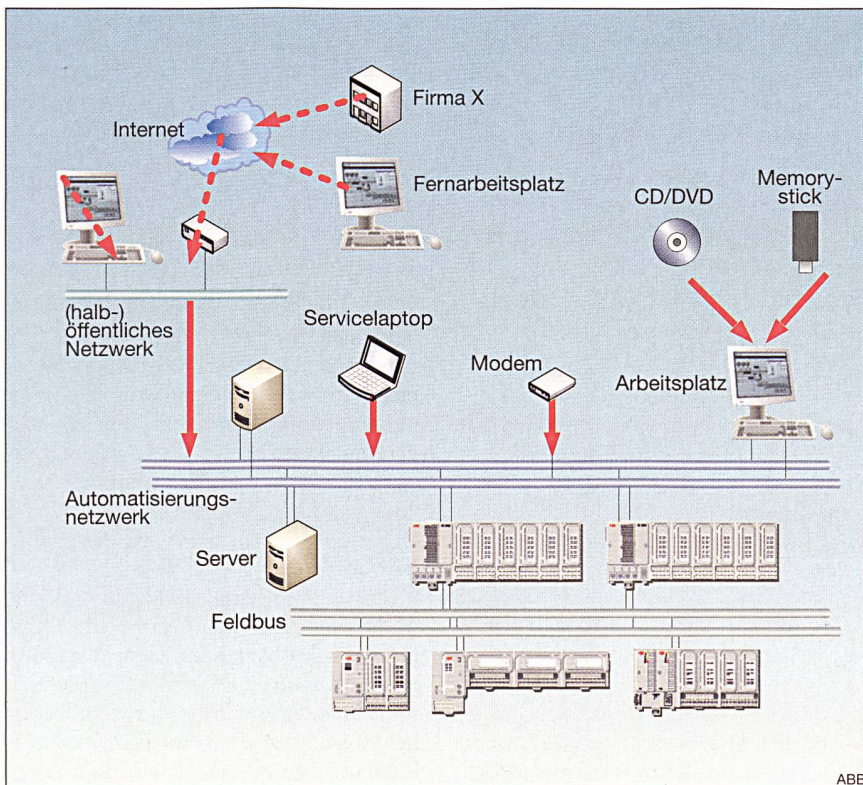 Firma X
Internet
Fernarbeitsplatz
CD/DVD
Memory-
stick
(halb-)
öffentliches
Netzwerk
Servicelaptop
Modem
Arbeitsplatz
Automatisierungs-
netzwerk
Server
Feldbus
ABB